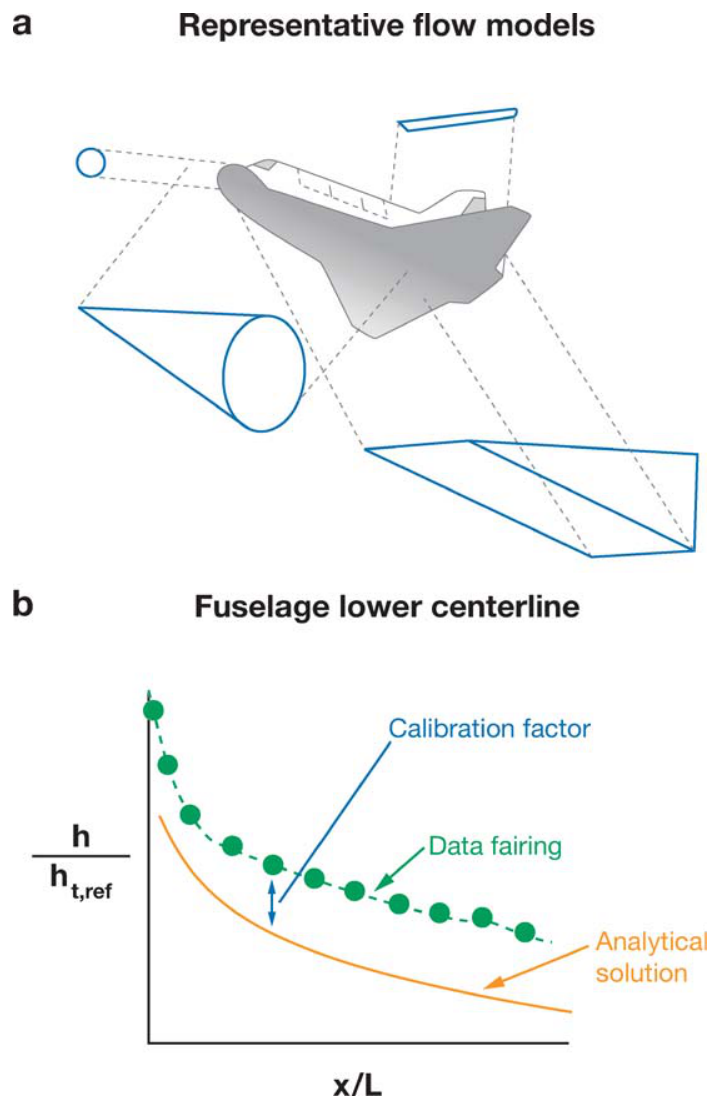 a Representative flow models
b Fuselage lower centerline
Calibration factor
h
h_t,ref
Data fairing
Analytical
solution
x/L